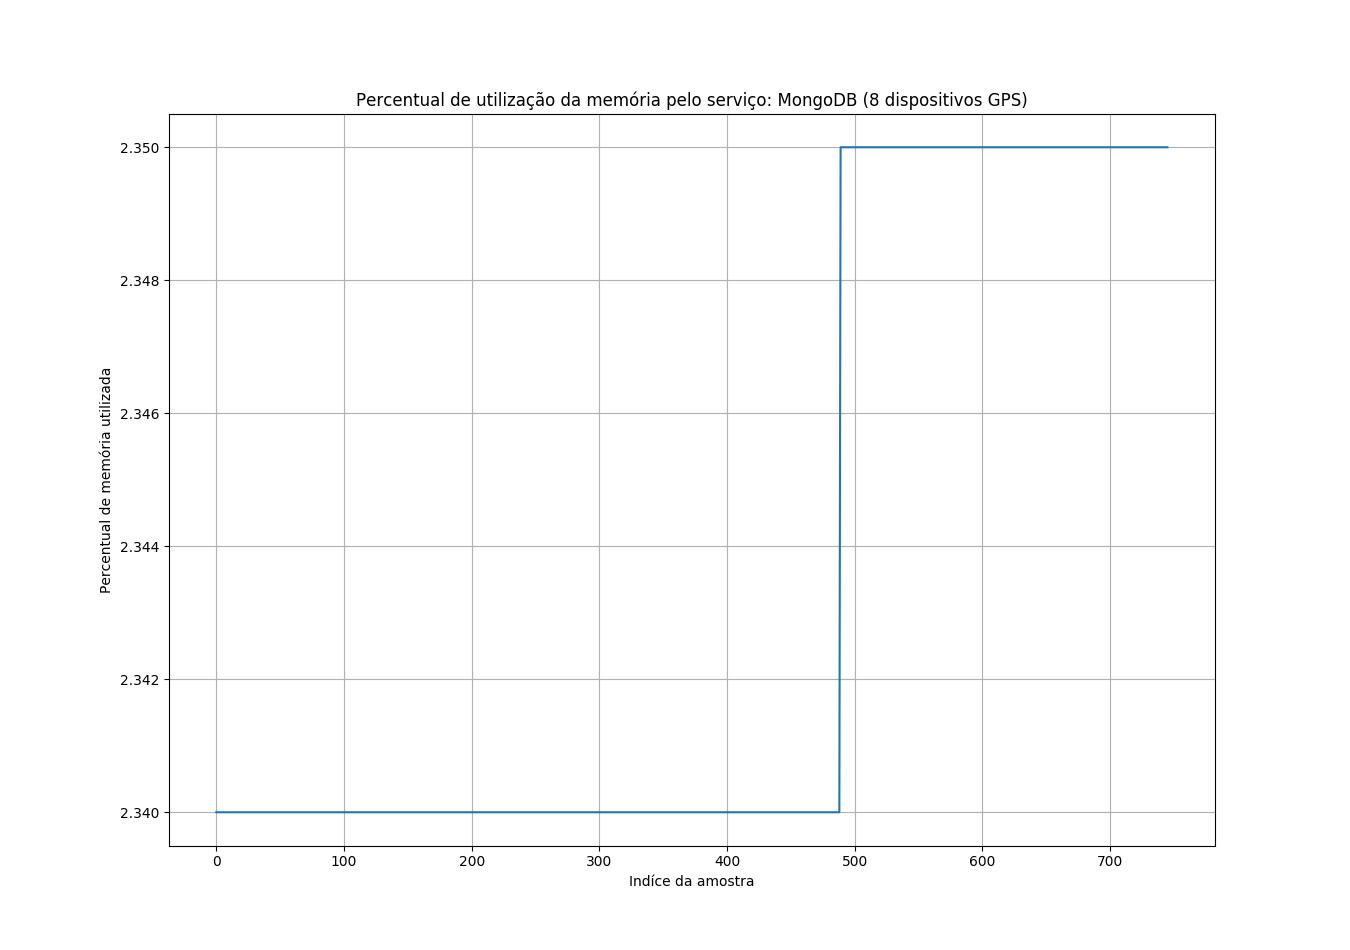 Percentual de utilização da memória pelo serviço: MongoDB (8 dispositivos GPS)
2.350
2.348
2.346
2.344
2.342
2.340
Percentual de memória utilizada
0 100 200 300 400 500 600 700
Indíce da amostra